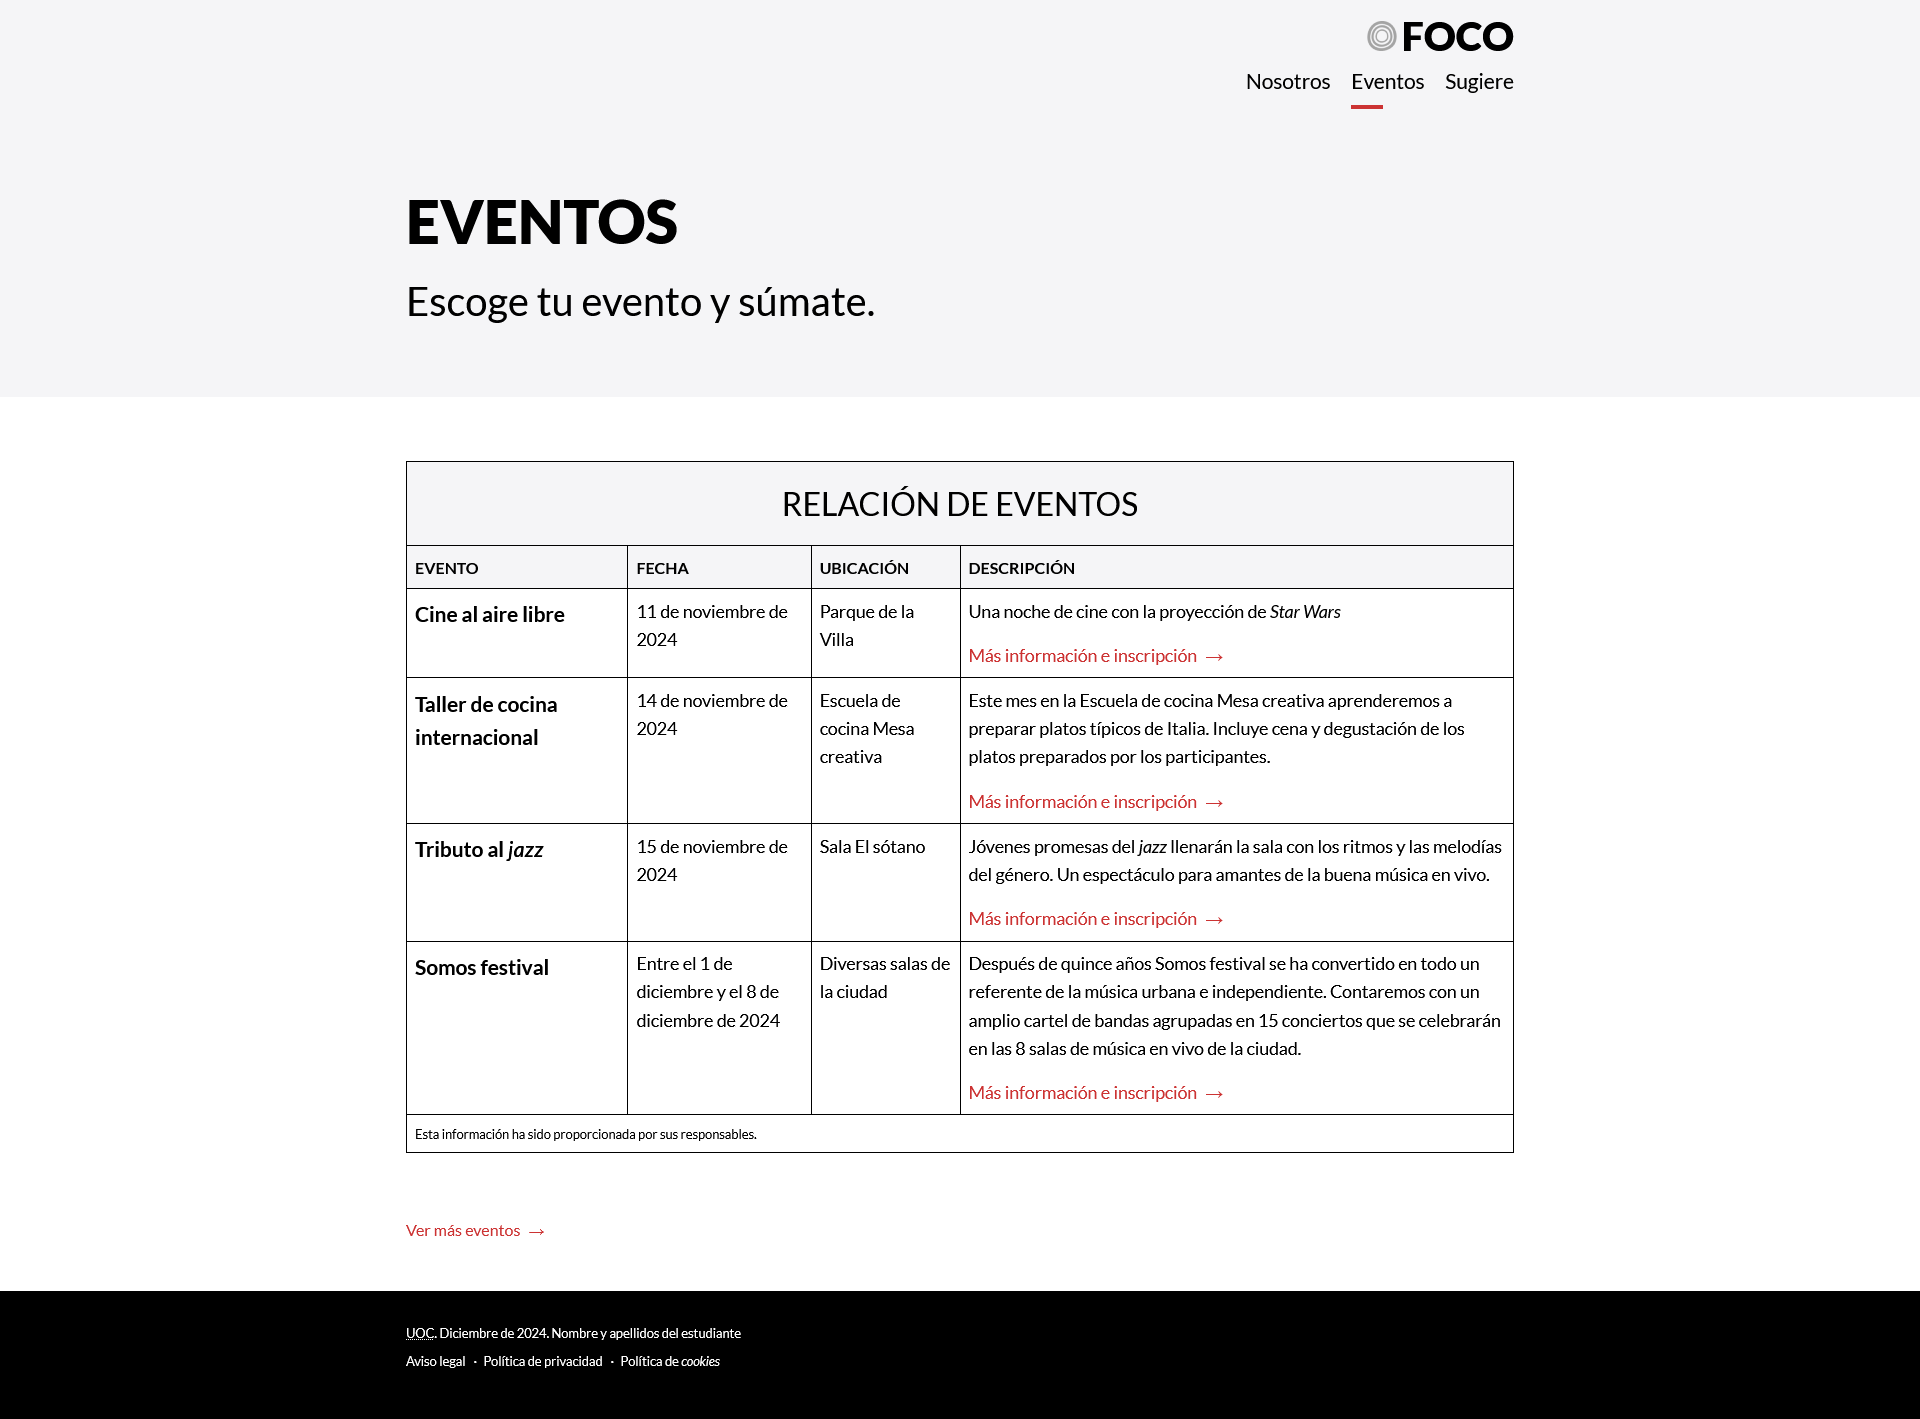 FOCO
Nosotros Eventos Sugiere
EVENTOS
Escoge tu evento y súmate.
RELACIÓN DE EVENTOS
EVENTO FECHA UBICACIÓN DESCRIPCIÓN
Cine al aire libre
11 de noviembre de
2024
Parque de la
Villa
Una noche de cine con la proyección de Star Wars
Más información e inscripción →
Taller de cocina
internacional
14 de noviembre de
2024
Escuela de
cocina Mesa
creativa
Este mes en la Escuela de cocina Mesa creativa aprenderemos a
preparar platos típicos de Italia. Incluye cena y degustación de los
platos preparados por los participantes.
Más información e inscripción →
Tributo al jazz
15 de noviembre de
2024
Sala El sótano
Jóvenes promesas del jazz llenarán la sala con los ritmos y las melodías
del género. Un espectáculo para amantes de la buena música en vivo.
Más información e inscripción →
Somos festival
Entre el 1 de
diciembre y el 8 de
diciembre de 2024
Diversas salas de
la ciudad
Después de quince años Somos festival se ha convertido en todo un
referente de la música urbana e independiente. Contaremos con un
amplio cartel de bandas agrupadas en 15 conciertos que se celebrarán
en las 8 salas de música en vivo de la ciudad.
Más información e inscripción →
Esta información ha sido proporcionada por sus responsables.
Ver más eventos →
UOC. Diciembre de 2024. Nombre y apellidos del estudiante
Aviso legal · Política de privacidad · Política de cookies